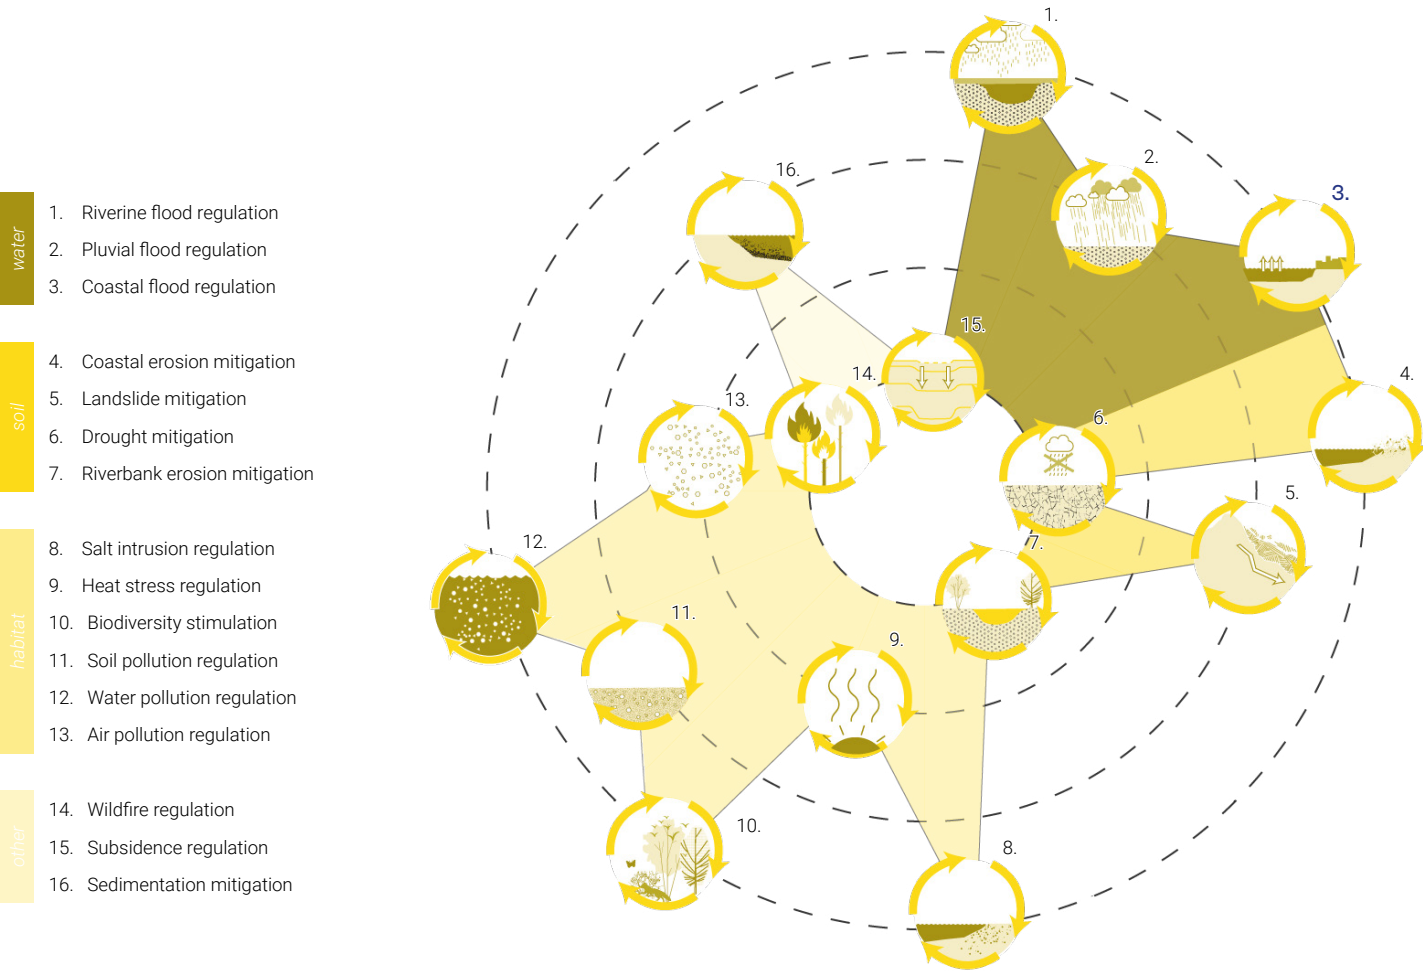 water
1. Riverine flood regulation
2. Pluvial flood regulation
3. Coastal flood regulation
soil
4. Coastal erosion mitigation
5. Landslide mitigation
6. Drought mitigation
7. Riverbank erosion mitigation
habitat
8. Salt intrusion regulation
9. Heat stress regulation
10. Biodiversity stimulation
11. Soil pollution regulation
12. Water pollution regulation
13. Air pollution regulation
other
14. Wildfire regulation
15. Subsidence regulation
16. Sedimentation mitigation
1.
2.
3.
4.
5.
6.
7.
8.
9.
10.
11.
12.
13.
14.
15.
16.